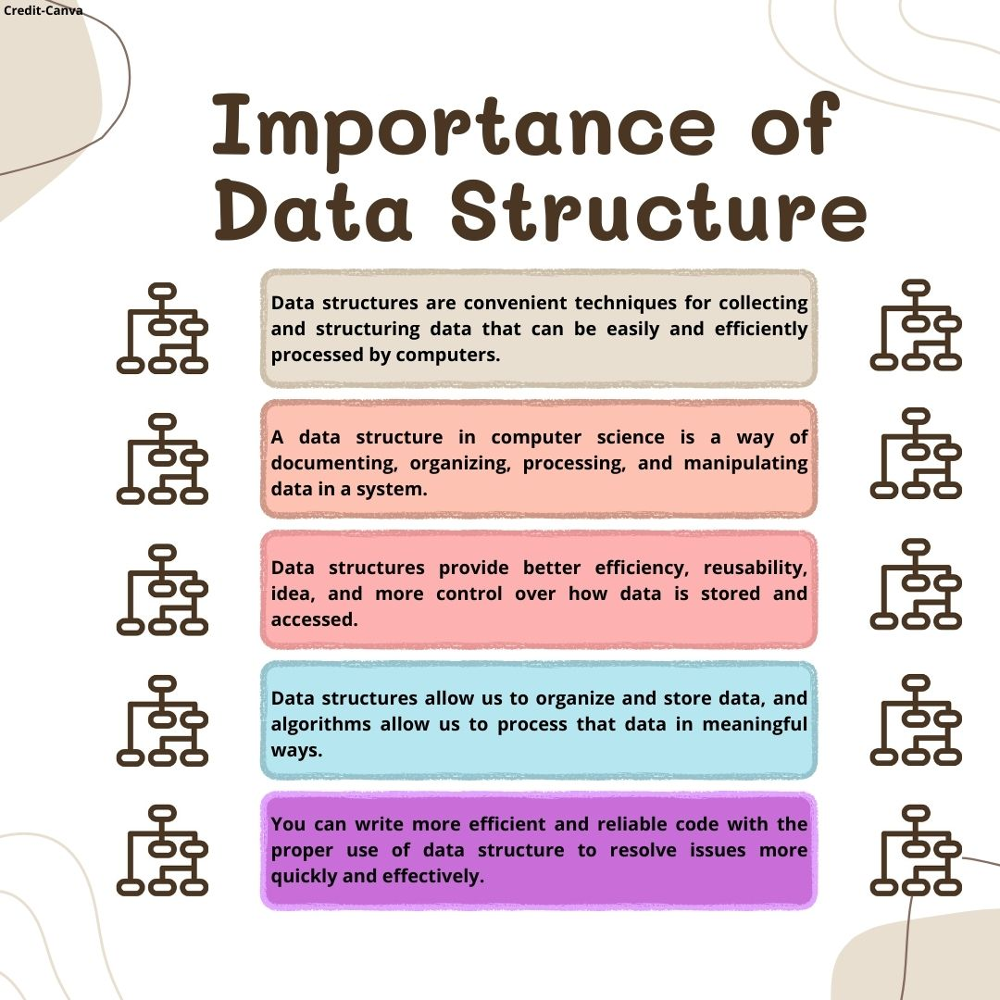 Credit-Canva
Importance of
Data Structure
Data structures are convenient techniques for collecting
and structuring data that can be easily and efficiently
processed by computers.
A data structure in computer science is a way of
documenting, organizing, processing, and manipulating
data in a system.
Data structures provide better efficiency, reusability,
idea, and more control over how data is stored and
accessed.
Data structures allow us to organize and store data, and
algorithms allow us to process that data in meaningful
ways.
You can write more efficient and reliable code with the
proper use of data structure to resolve issues more
quickly and effectively.